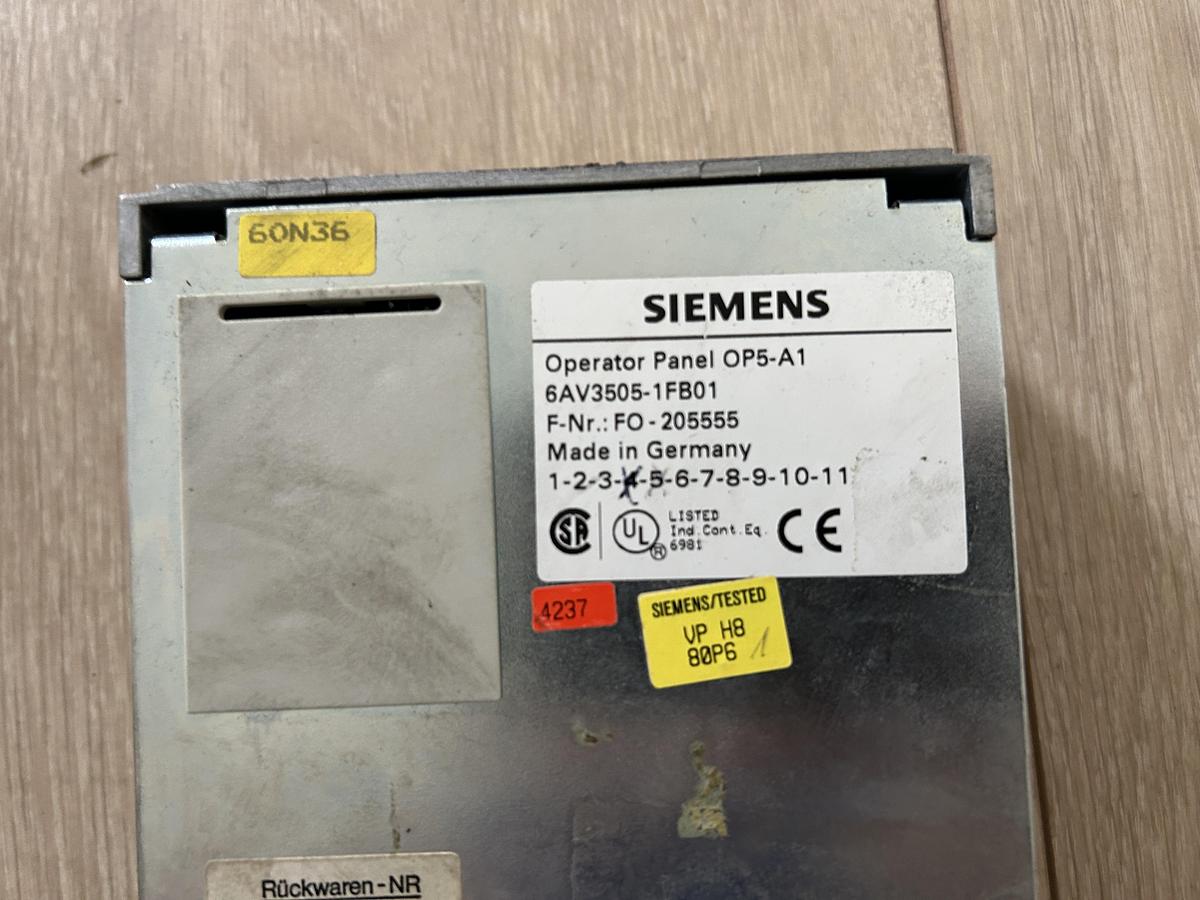 60N36
SIEMENS
Operator Panel OP5-A1
6AV3505-1FB01
F-Nr.: FO - 205555
Made in Germany
1-2-3-4-5-6-7-8-9-10-11
SA
UL
®
LISTED
Ind.Cont.Eq.
6981
CE
4237
SIEMENS/TESTED
VP H8
80P6 1
Rückwaren-NR